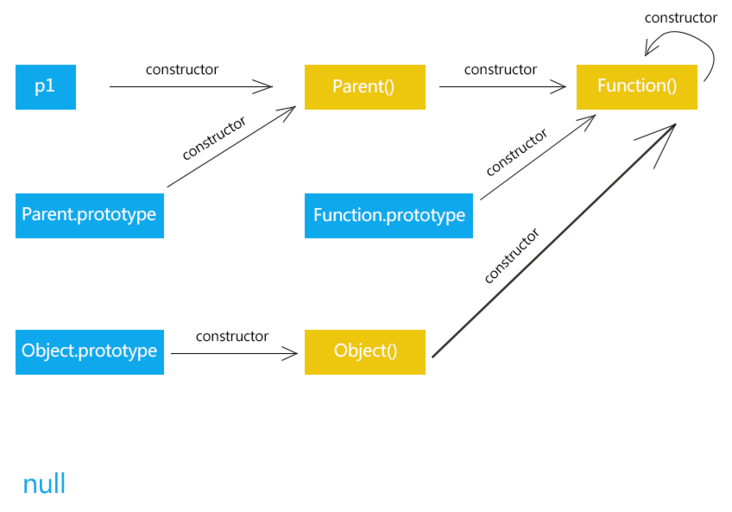 constructor
p1
constructor
Parent()
constructor
Function()
constructor
constructor
Parent.prototype
Function.prototype
constructor
Object.prototype
constructor
Object()
null